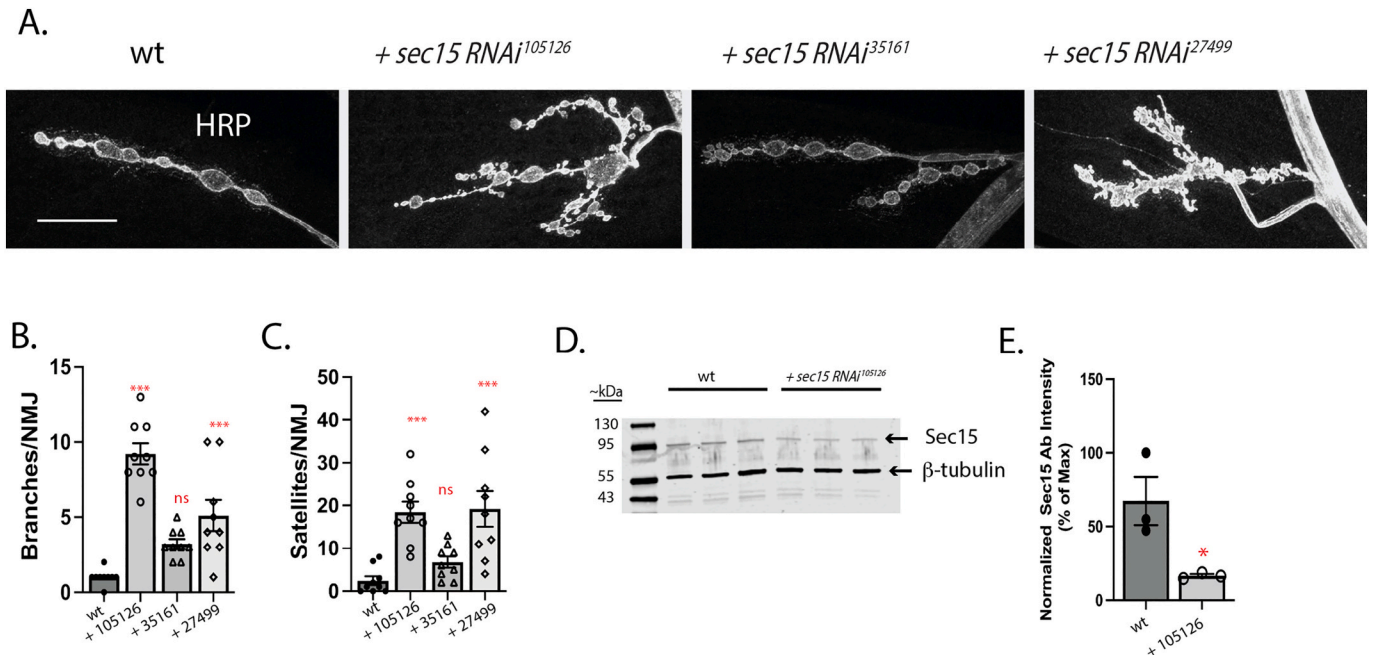 A.
wt
+ sec15 RNAi105126
+ sec15 RNAi35161
+ sec15 RNAi27499
HRP
B.
Branches/NMJ
15
10
5
0
***
ns
***
wt
+ 105126
+ 35161
+ 27499
C.
Satellites/NMJ
50
40
30
20
10
0
***
ns
***
wt
+ 105126
+ 35161
+ 27499
D.
~kDa
wt
+ sec15 RNAi105126
130
95
55
43
Sec15
β-tubulin
E.
Normalized Sec15 Ab Intensity
(% of Max)
150
100
50
0
*
wt
+ 105126